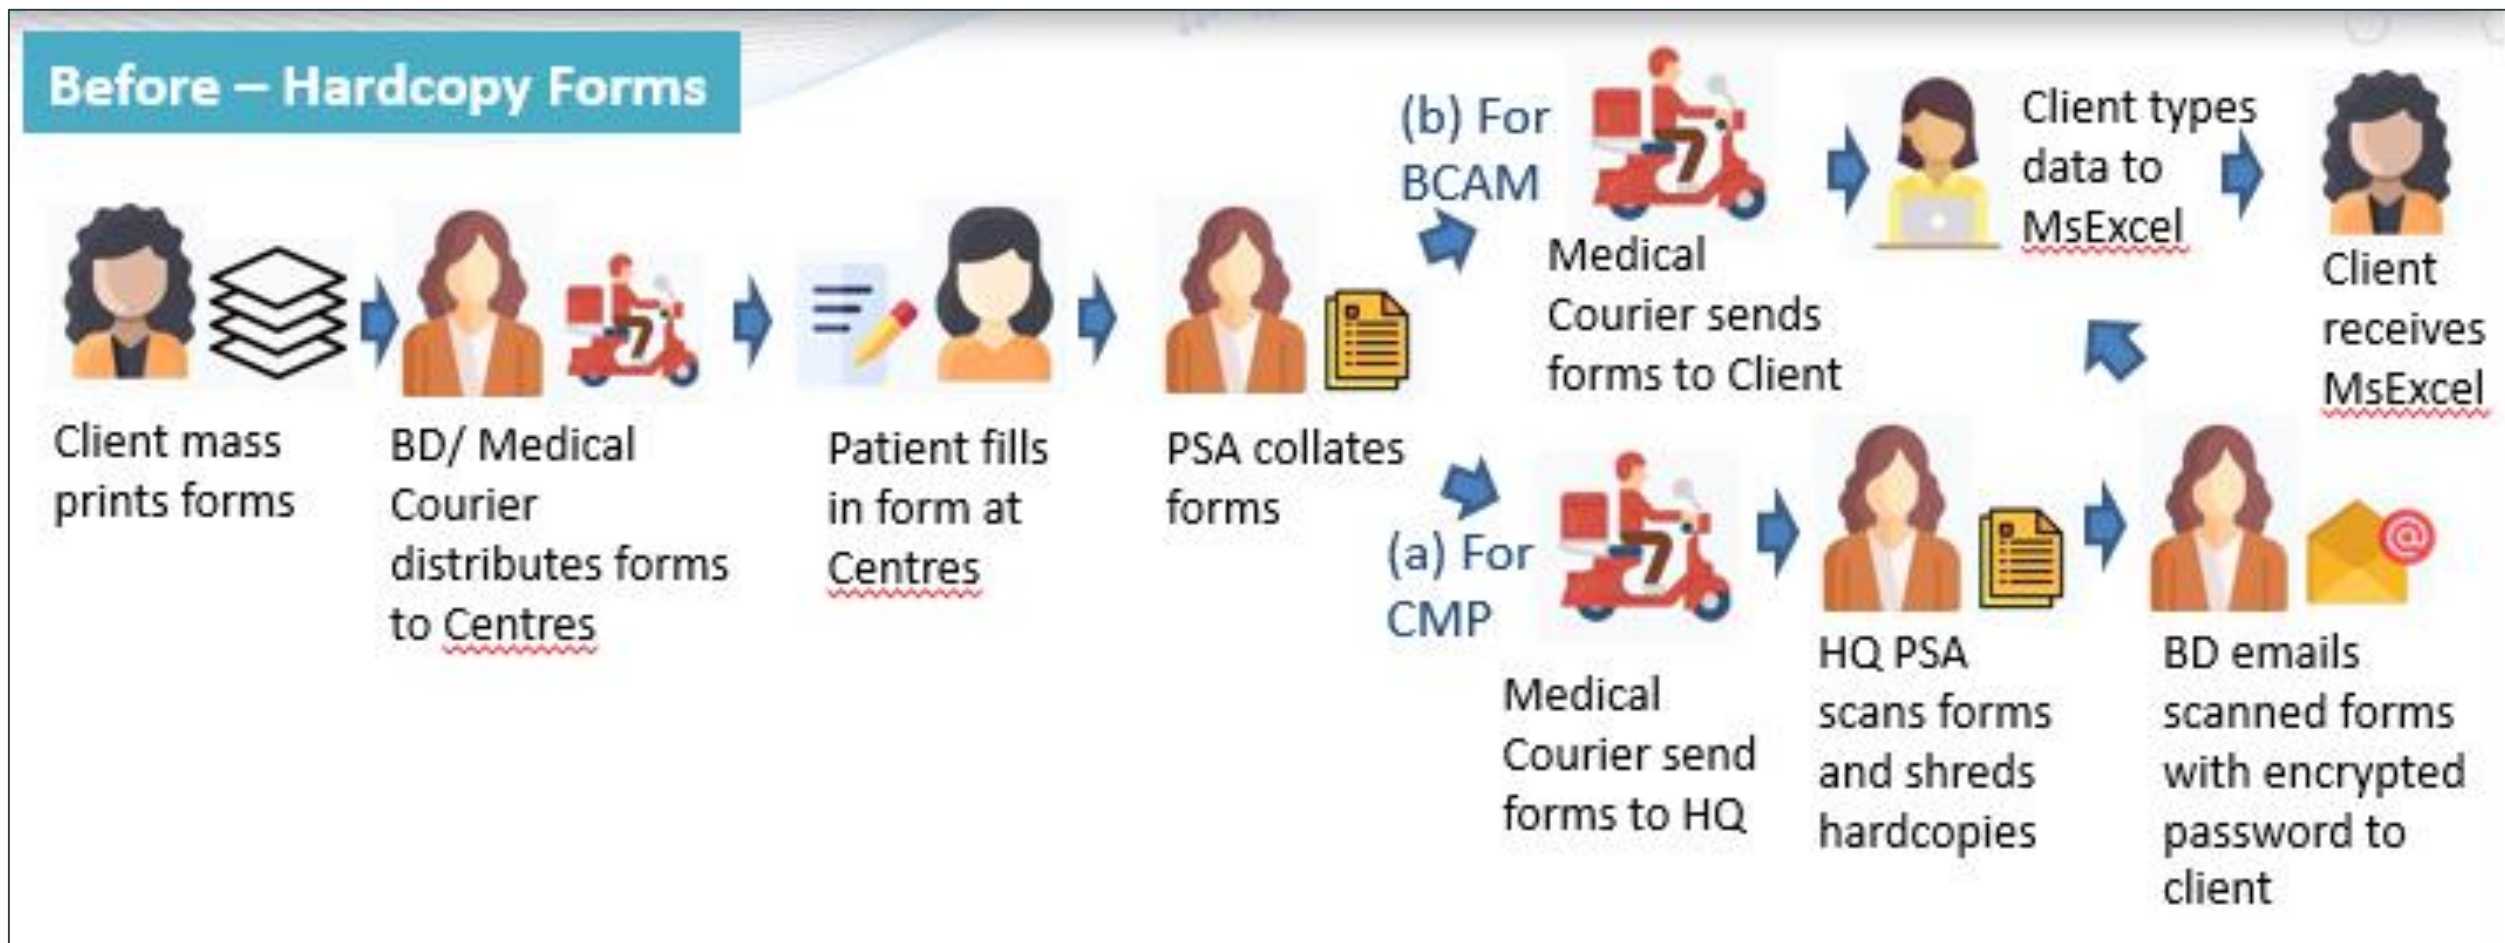 Before – Hardcopy Forms
Client mass
prints forms
BD/ Medical
Courier
distributes forms
to Centres
Patient fills
in form at
Centres
PSA collates
forms
(b) For
BCAM
Medical
Courier sends
forms to Client
Client types
data to
MsExcel
Client
receives
MsExcel
(a) For
CMP
Medical
Courier send
forms to HQ
HQ PSA
scans forms
and shreds
hardcopies
BD emails
scanned forms
with encrypted
password to
client
@